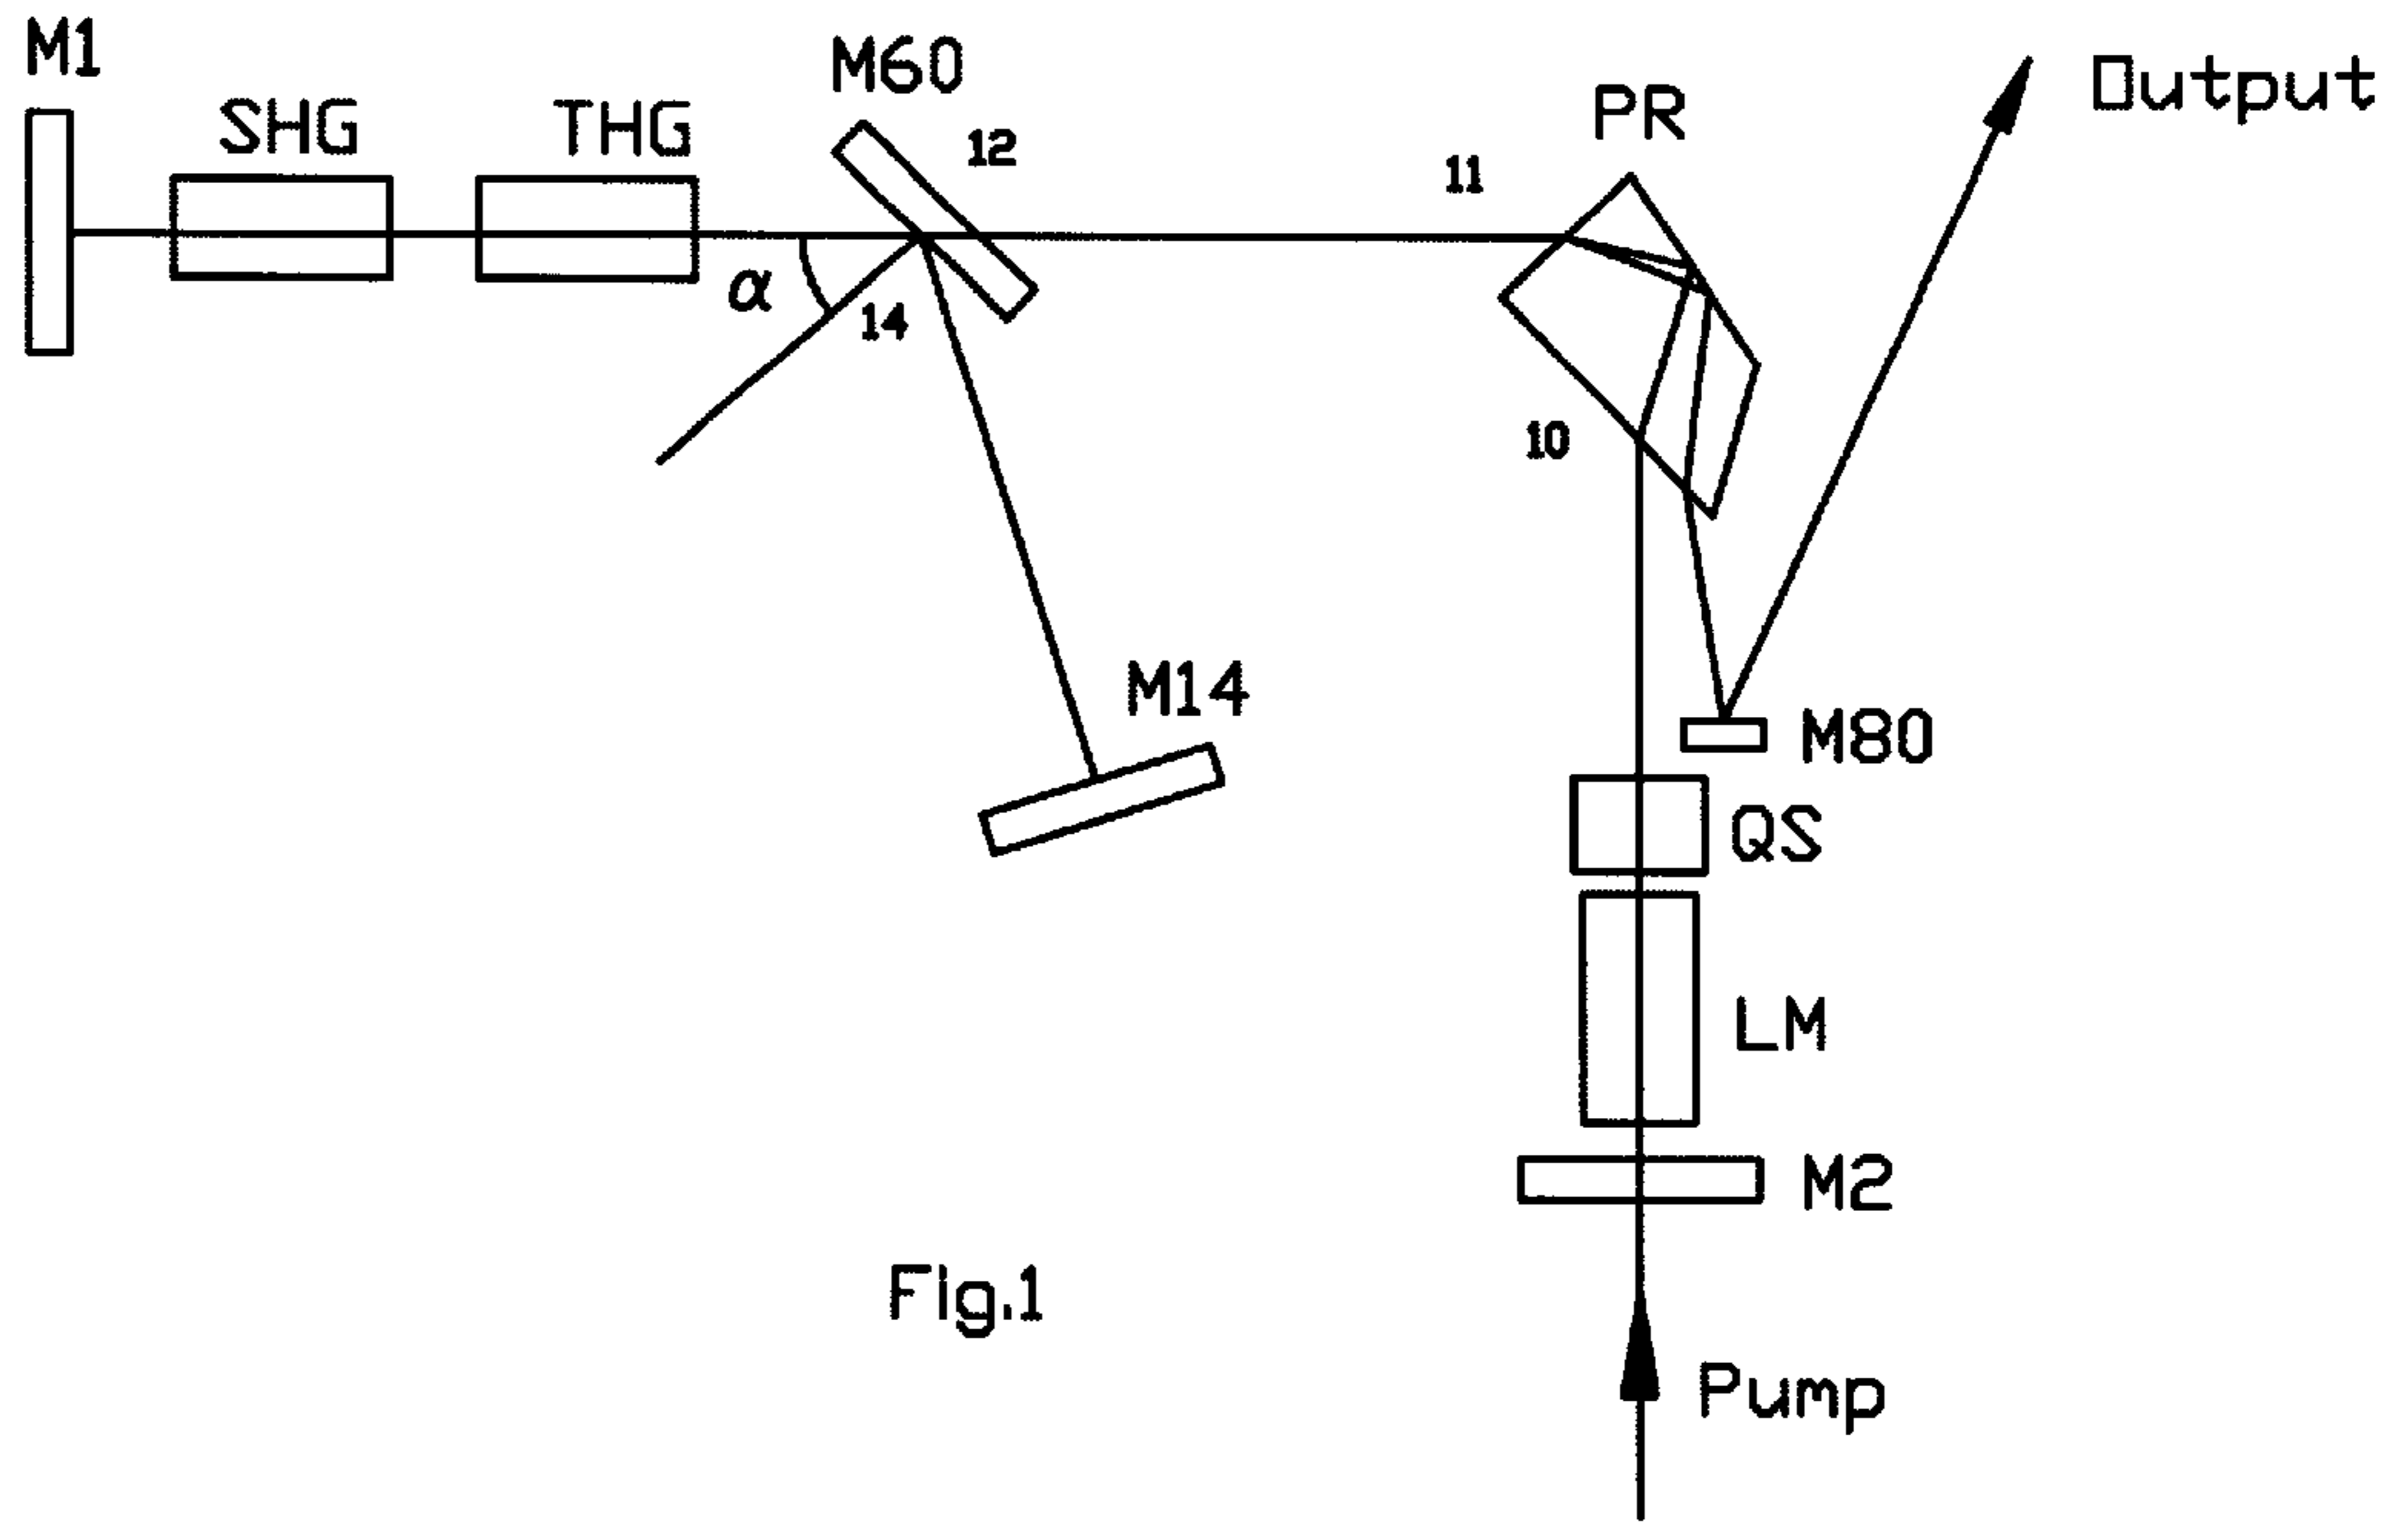 M1
SHG
THG
M60
12
11
PR
Output
α
14
10
M14
M80
QS
LM
M2
Fig.1
Pump